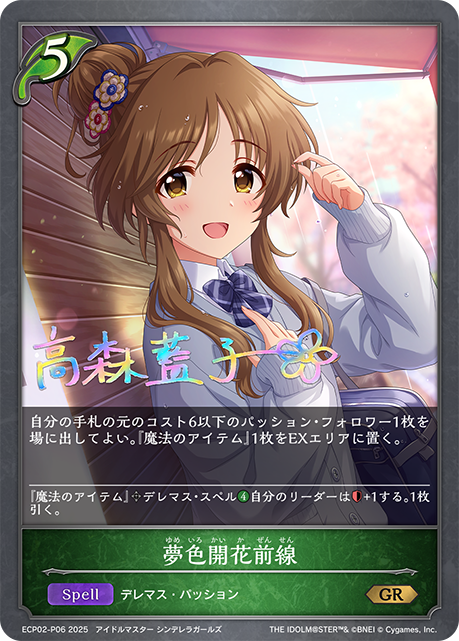 5
高森藍子
自分の手札の元のコスト6以下のパッション・フォロワー1枚を
場に出してよい。『魔法のアイテム』1枚をEXエリアに置く。
『魔法のアイテム』デレマス・スペル4自分のリーダーは+1する。1枚
引く。
ゆめいろかいかぜんせん
夢色開花前線
Spell デレマス・パッション GR
ECP02-P06 2025 アイドルマスター シンデレラガールズ THE IDOLM@STER™& ©BNEI © Cygames, Inc.